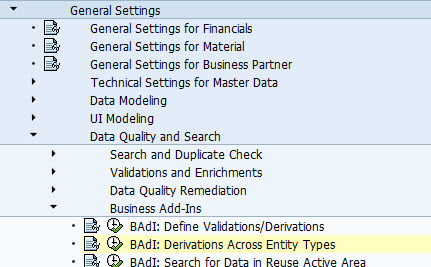 General Settings
General Settings for Financials
General Settings for Material
General Settings for Business Partner
Technical Settings for Master Data
Data Modeling
UI Modeling
Data Quality and Search
Search and Duplicate Check
Validations and Enrichments
Data Quality Remediation
Business Add-Ins
BAdI: Define Validations/Derivations
BAdI: Derivations Across Entity Types
BAdI: Search for Data in Reuse Active Area